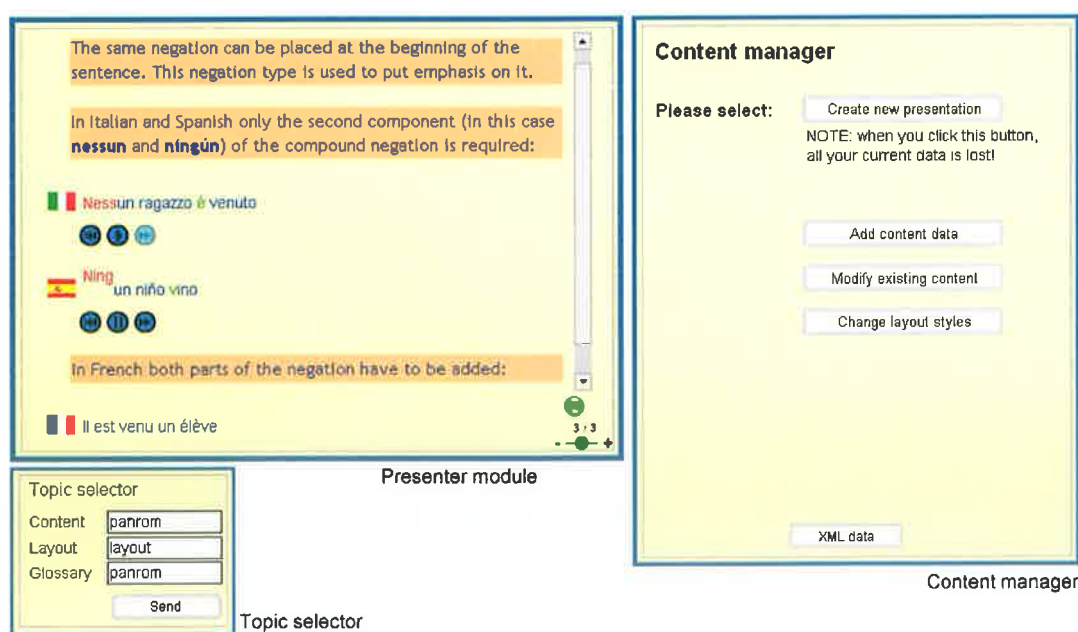 The same negation can be placed at the beginning of the
sentence. This negation type is used to put emphasis on it.
In Italian and Spanish only the second component (in this case
nessun and ningún) of the compound negation is required:
Nessun ragazzo é venuto
Ning
un niño vino
In French both parts of the negation have to be added:
Il est venu un élève
3 / 3
- +
Presenter module
Topic selector
Content panrom
Layout layout
Glossary panrom
Send
Topic selector
Content manager
Please select: Create new presentation
NOTE: when you click this button,
all your current data is lost!
Add content data
Modify existing content
Change layout styles
XML data
Content manager